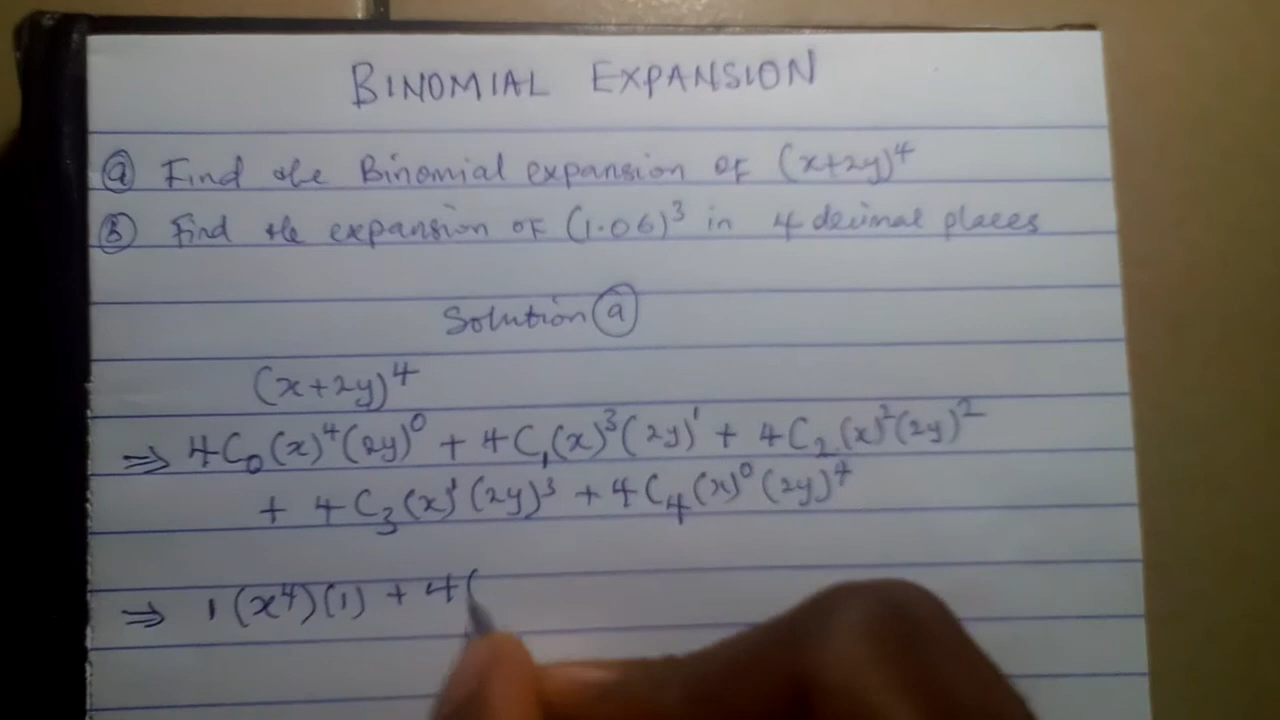 BINOMIAL EXPANSION
ⓐ Find the Binomial expansion of (x+2y)⁴
ⓑ Find the expansion of (1.06)³ in 4 decimal places
Solution ⓐ
(x+2y)⁴
⇒ 4C₀(x)⁴(2y)⁰ + 4C₁(x)³(2y)¹ + 4C₂(x)²(2y)²
+ 4C₃(x)¹(2y)³ + 4C₄(x)⁰(2y)⁴
⇒ 1(x⁴)(1) + 4(